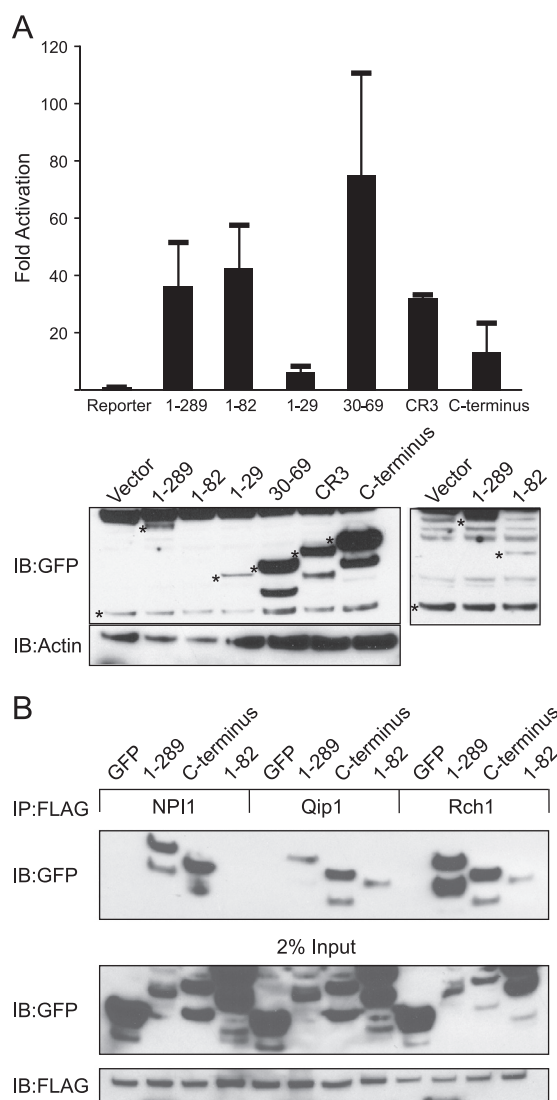 A
120
100
80
60
40
20
Fold Activation
Reporter 1-289 1-82 1-29 30-69 CR3 C-terminus
Vector 1-289 1-82 1-29 30-69 CR3 C-terminus
Vector 1-289 1-82
IB:GFP
* * * * * *
* * *
IB:Actin
B
GFP 1-289 C-terminus 1-82 GFP 1-289 C-terminus 1-82 GFP 1-289 C-terminus 1-82
IP:FLAG NPI1 Qip1 Rch1
IB:GFP
2% Input
IB:GFP
IB:FLAG